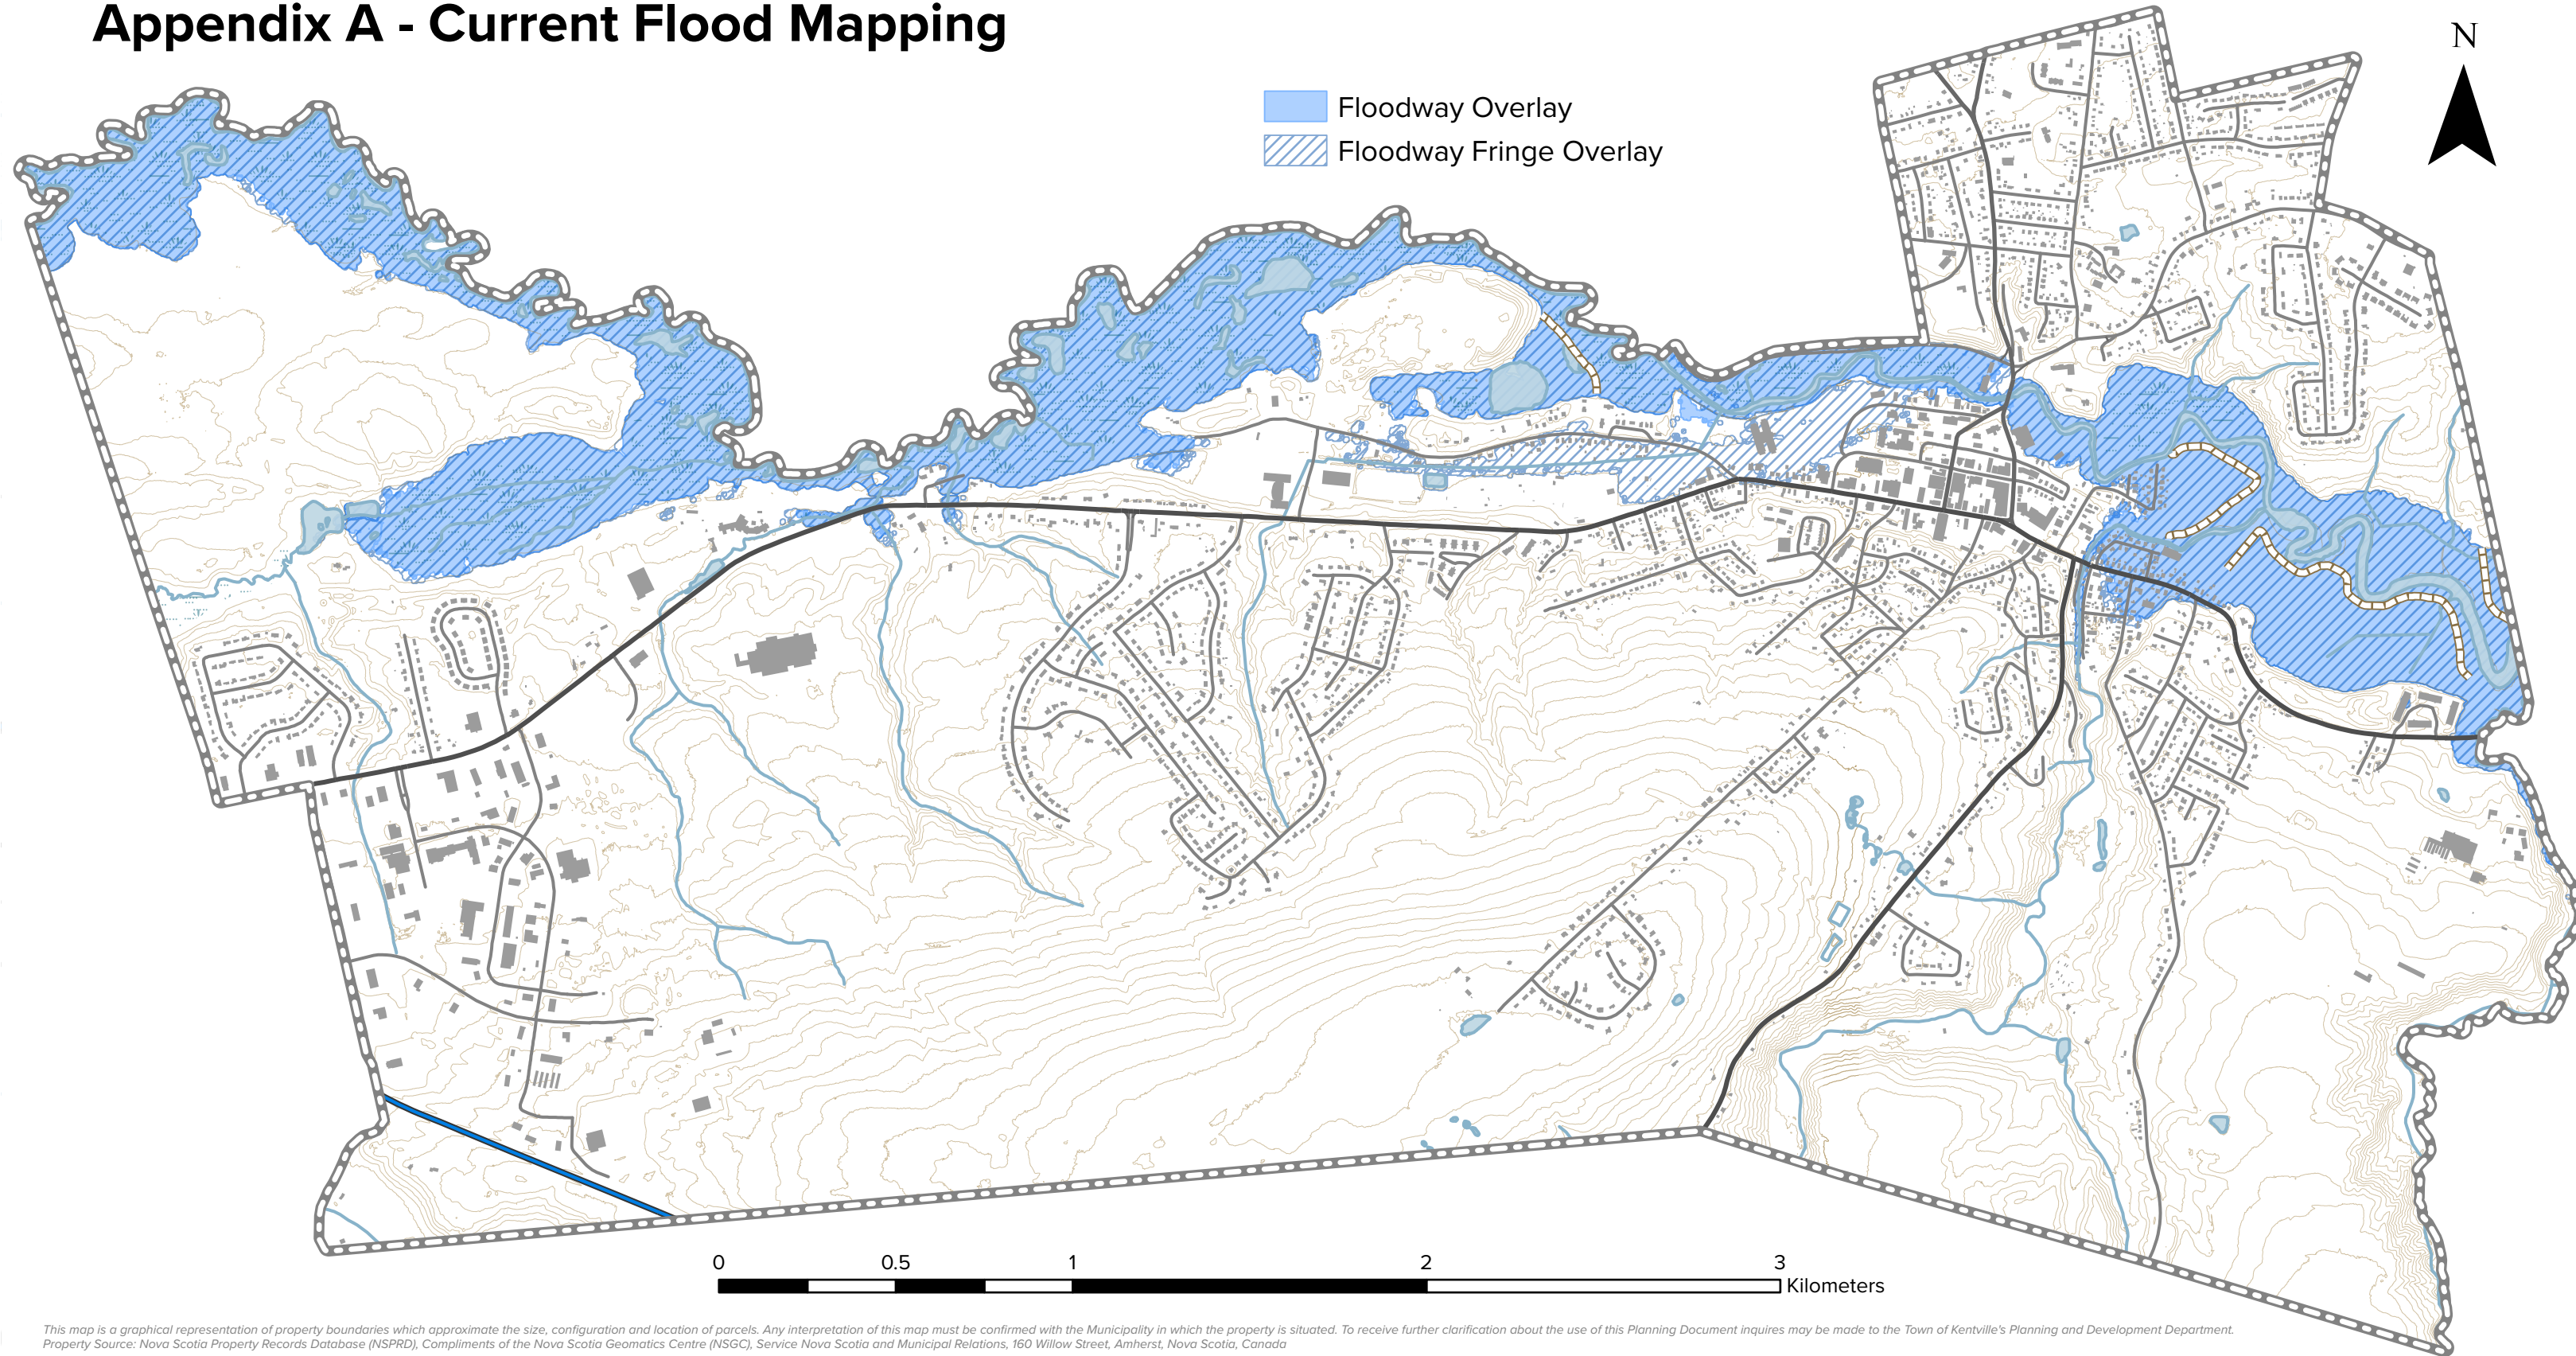 Appendix A - Current Flood Mapping
N
Floodway Overlay
Floodway Fringe Overlay
0 0.5 1 2 3
Kilometers
This map is a graphical representation of property boundaries which approximate the size, configuration and location of parcels. Any interpretation of this map must be confirmed with the Municipality in which the property is situated. To receive further clarification about the use of this Planning Document inquires may be made to the Town of Kentville's Planning and Development Department.
Property Source: Nova Scotia Property Records Database (NSPRD), Compliments of the Nova Scotia Geomatics Centre (NSGC), Service Nova Scotia and Municipal Relations, 160 Willow Street, Amherst, Nova Scotia, Canada